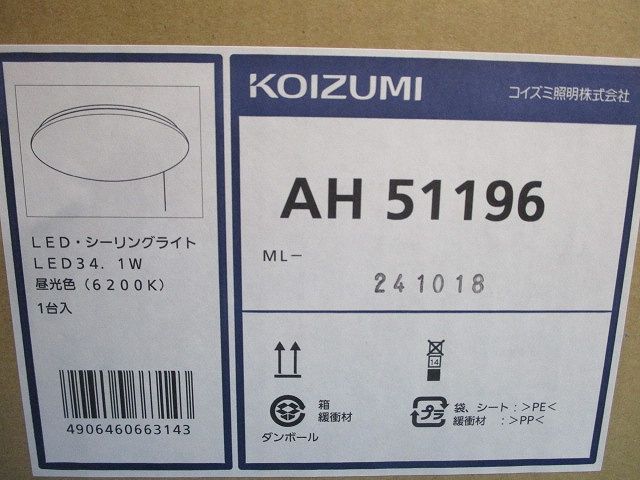 KOIZUMI
コイズミ照明株式会社
AH 51196
ML-
241018
LED・シーリングライト
LED34.1W
昼光色(6200K)
1台入
4906460663143
14
箱
緩衝材
ダンボール
プラ
袋、シート:>PE<
緩衝材 :>PP<